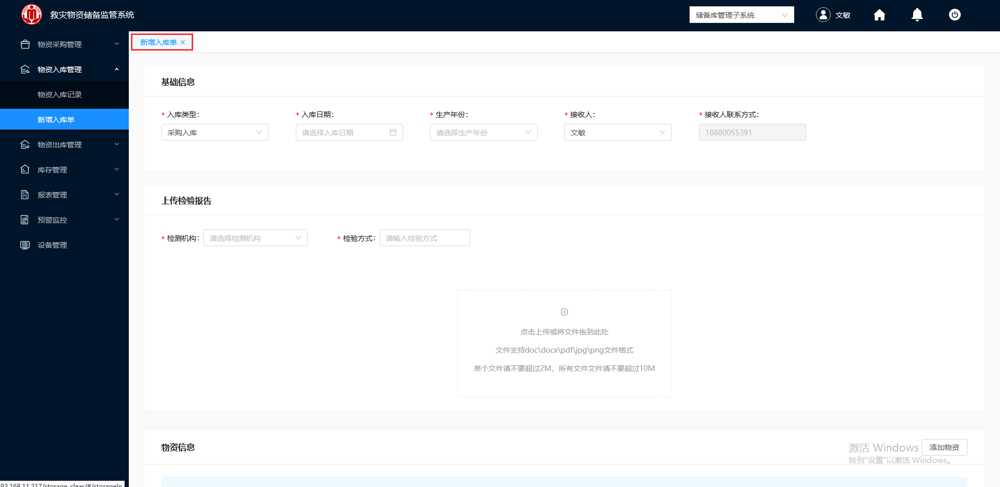 救灾物资储备监管系统
储备库管理子系统
文敏
物资采购管理
物资入库管理
物资入库记录
新增入库单
物资出库管理
库存管理
报表管理
预警监控
设备管理
新增入库单 X
基础信息
* 入库类型：
采购入库
* 入库日期：
请选择入库日期
* 生产年份：
请选择生产年份
* 接收人：
文敏
* 接收人联系方式：
18880055391
上传检验报告
* 检测机构：
请选择检测机构
* 检验方式：
请输入检验方式
点击上传或将文件拖到此处
文件支持doc\docx\pdf\jpg\png文件格式
单个文件请不要超过2M，所有文件文件请不要超过10M
物资信息
添加物资
激活 Windows
转到"设置"以激活 Windows。
92.168.11.217/storage_clear/#/storageIn